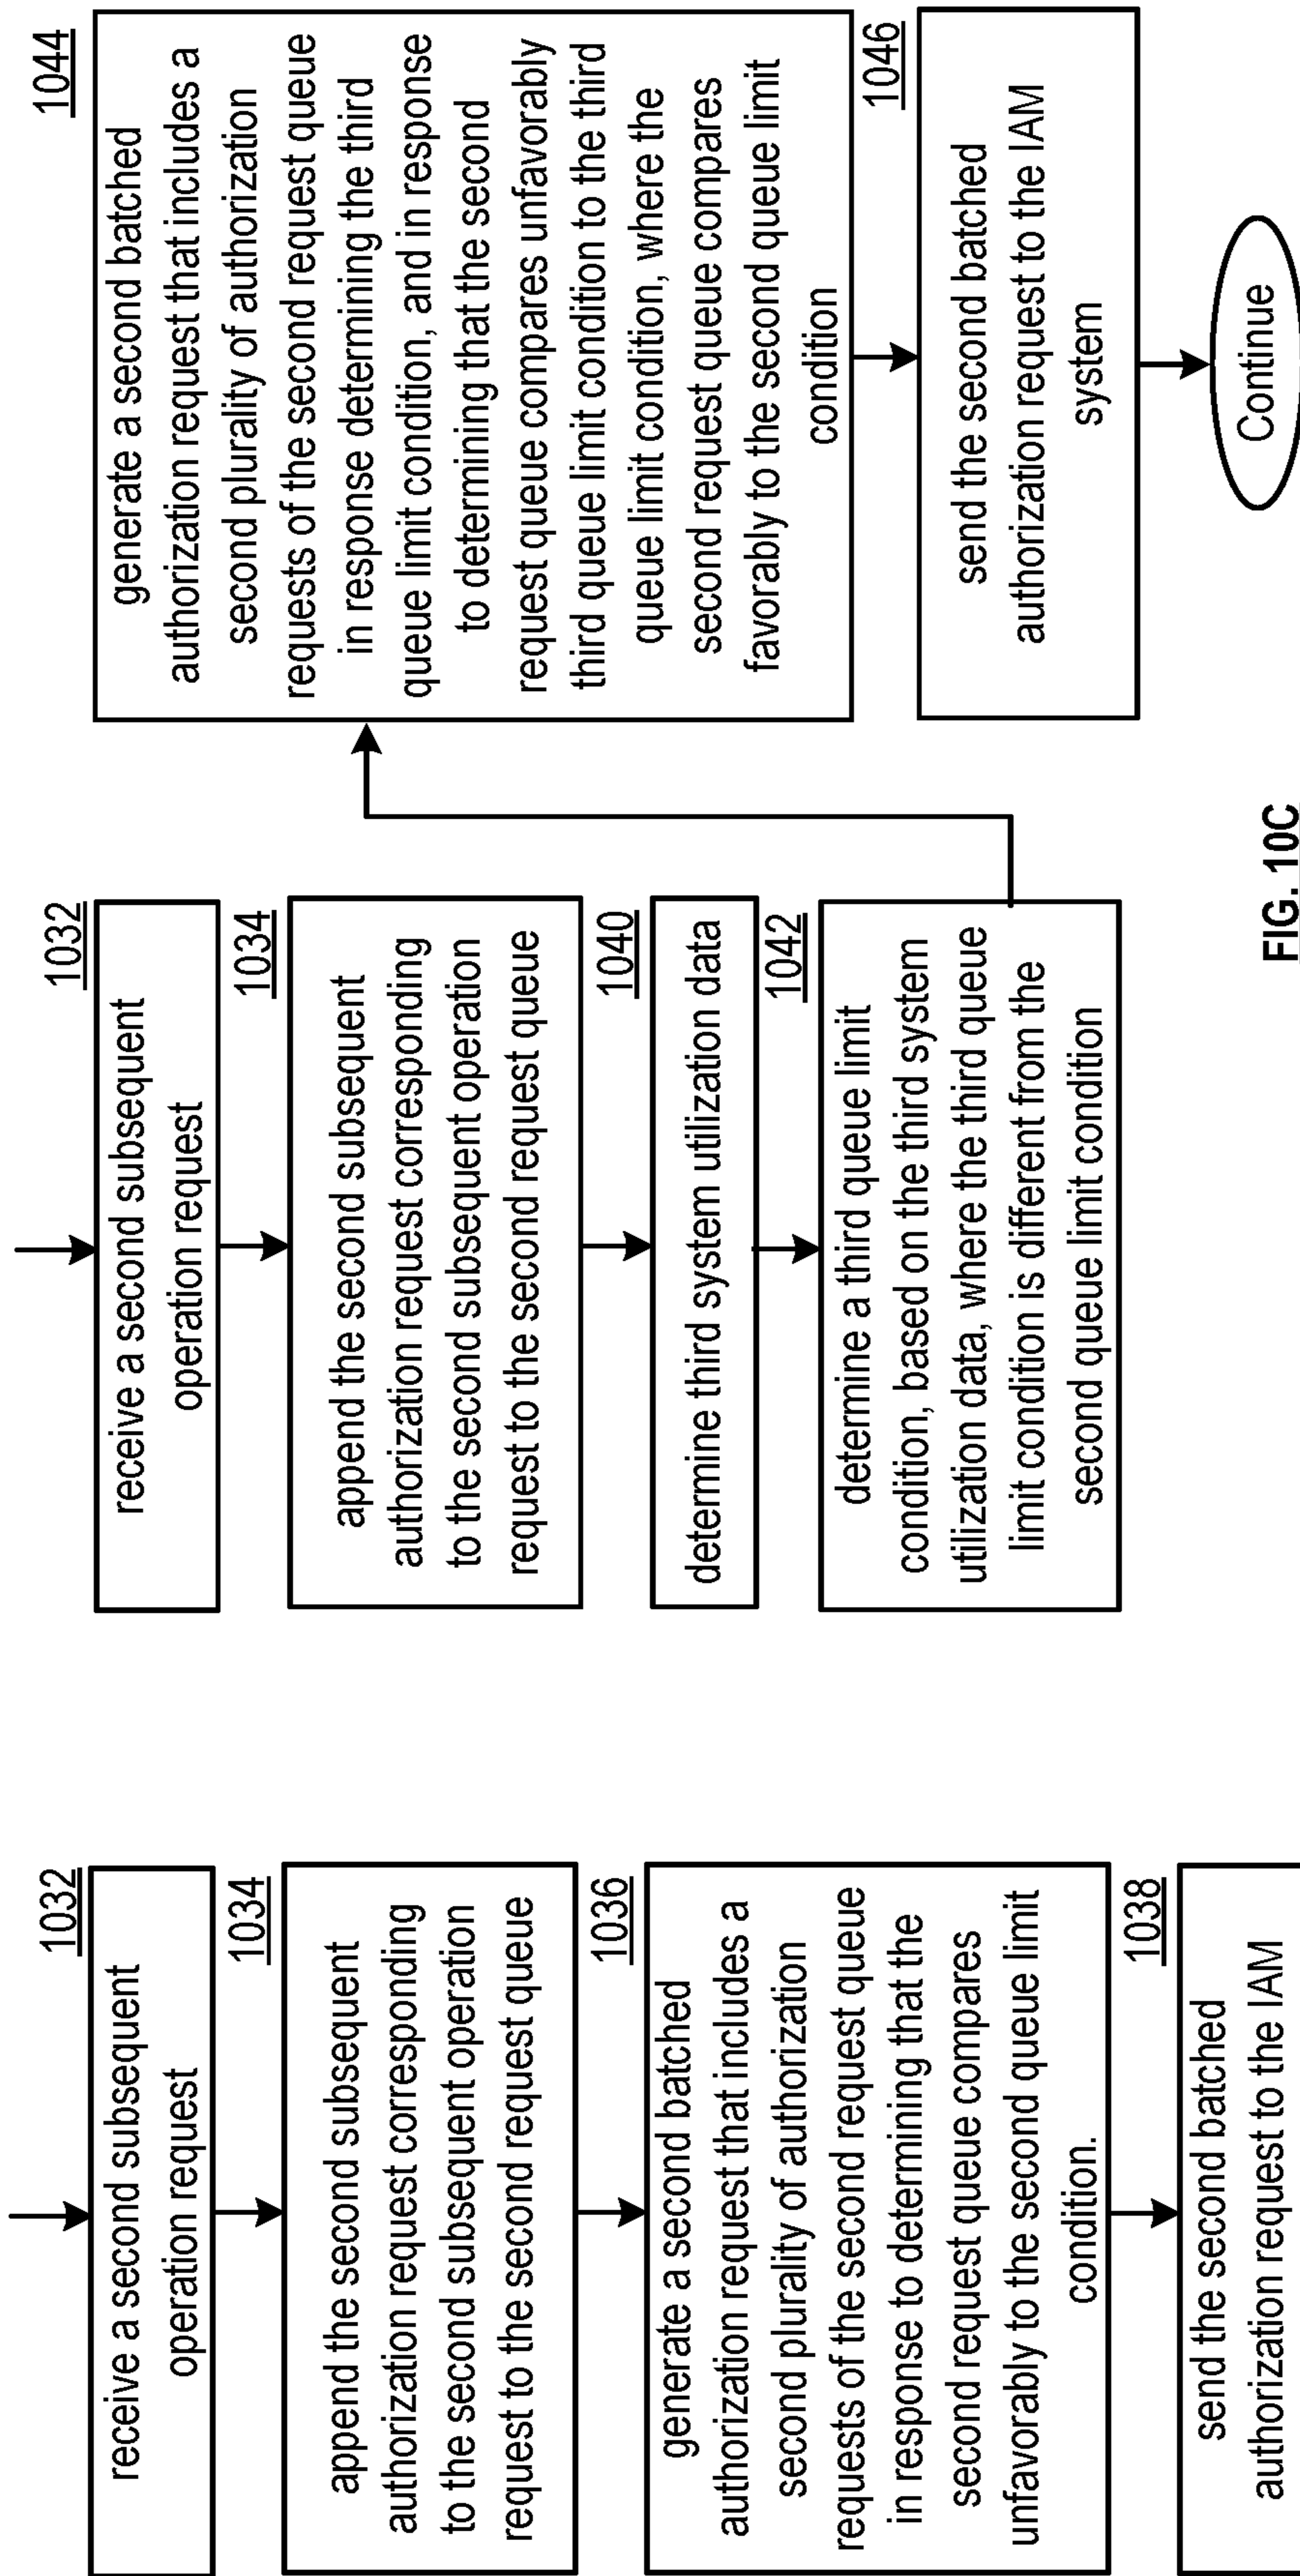 1032
receive a second subsequent
operation request
1034
append the second subsequent
authorization request corresponding
to the second subsequent operation
request to the second request queue
1036
generate a second batched
authorization request that includes a
second plurality of authorization
requests of the second request queue
in response to determining that the
second request queue compares
unfavorably to the second queue limit
condition.
1038
send the second batched
authorization request to the IAM
1032
receive a second subsequent
operation request
1034
append the second subsequent
authorization request corresponding
to the second subsequent operation
request to the second request queue
1040
determine third system utilization data
1042
determine a third queue limit
condition, based on the third system
utilization data, where the third queue
limit condition is different from the
second queue limit condition
1044
generate a second batched
authorization request that includes a
second plurality of authorization
requests of the second request queue
in response determining the third
queue limit condition, and in response
to determining that the second
request queue compares unfavorably
third queue limit condition to the third
queue limit condition, where the
second request queue compares
favorably to the second queue limit
condition
1046
send the second batched
authorization request to the IAM
system
Continue
FIG. 10C